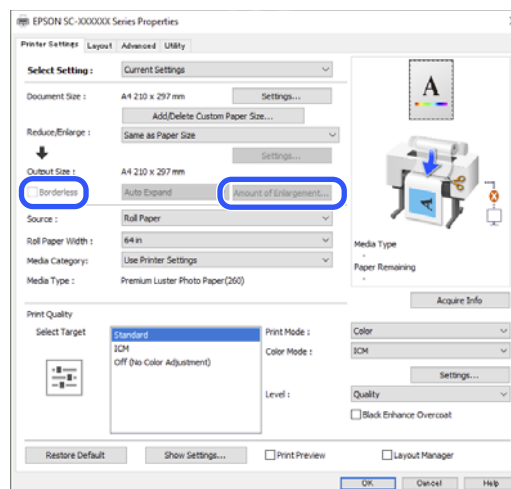 EPSON SC-XXXXXX Series Properties
Printer Settings Layout Advanced Utility
Select Setting : Current Settings
Document Size : A4 210 x 297 mm Settings...
Add/Delete Custom Paper Size...
Reduce/Enlarge : Same as Paper Size
Settings...
Output Size : A4 210 x 297 mm
Borderless Auto Expand Amount of Enlargement...
Source : Roll Paper
Roll Paper Width : 64 in
Media Category: Use Printer Settings
Media Type : Premium Luster Photo Paper(260)
A
A
Media Type
-
Paper Remaining
-
Acquire Info
Print Quality
Select Target Standard
ICM
Off (No Color Adjustment)
Print Mode : Color
Color Mode : ICM
Settings...
Level : Quality
Black Enhance Overcoat
Restore Default Show Settings... Print Preview Layout Manager
OK Cancel Help